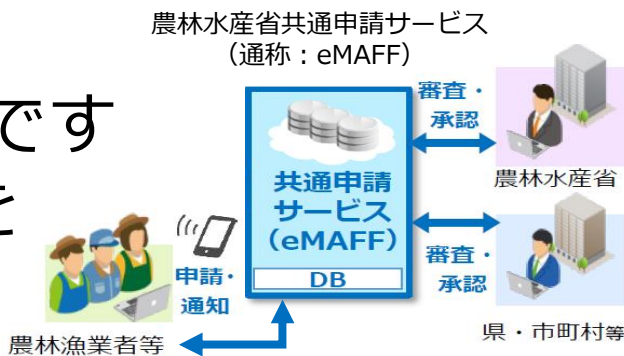 農林水産省共通申請サービス
（通称：eMAFF）
です
と
審査・
承認
農林水産省
共通申請
サービス
（eMAFF）
DB
申請・
通知
審査・
承認
農林漁業者等
県・市町村等